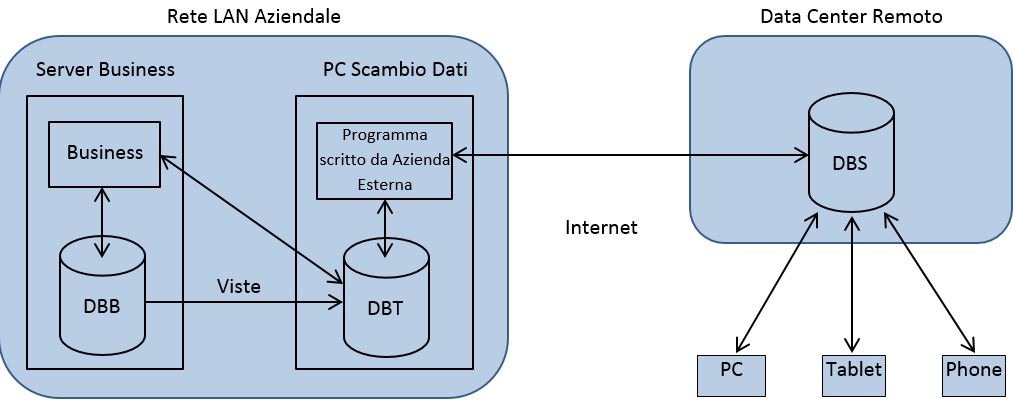 Rete LAN Aziendale
Data Center Remoto
Server Business
PC Scambio Dati
Business
Programma
scritto da Azienda
Esterna
DBS
Internet
Viste
DBB
DBT
PC
Tablet
Phone